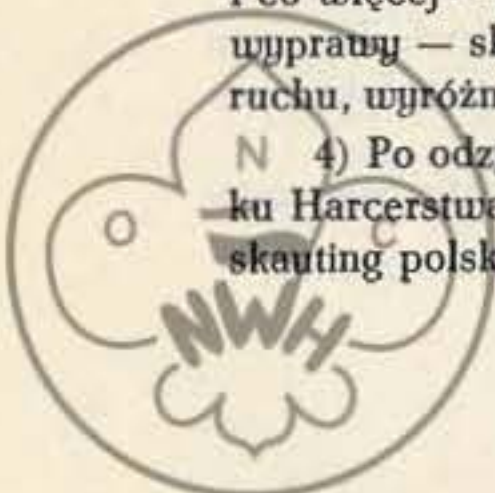 wyprawy — sk
ruchu, wyróżn
N 4) Po odz
O ku Harcerstwa C
skauting polsk
NWH